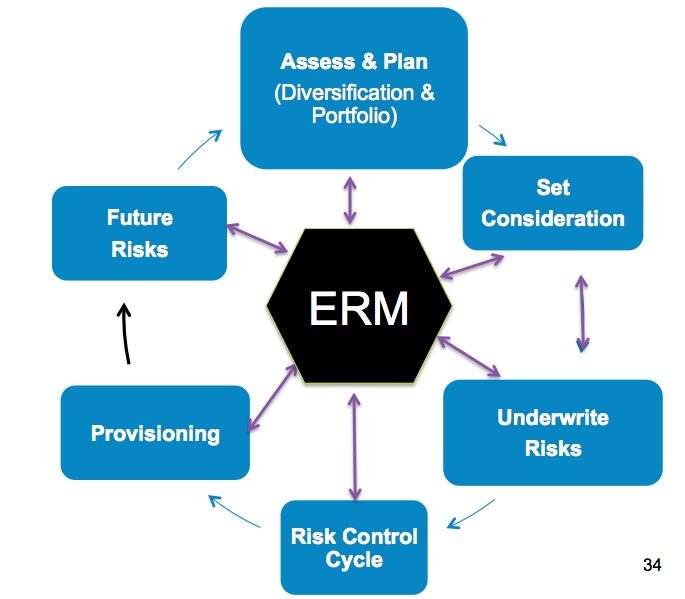 Assess & Plan
(Diversification &
Portfolio)
Set
Consideration
Future
Risks
ERM
Provisioning
Underwrite
Risks
Risk Control
Cycle
34